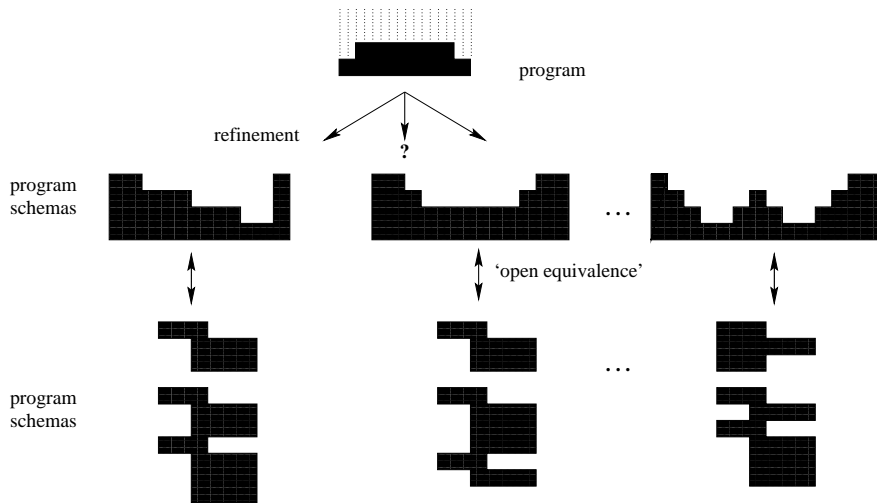 program
refinement
?
program
schemas
...
'open equivalence'
...
program
schemas